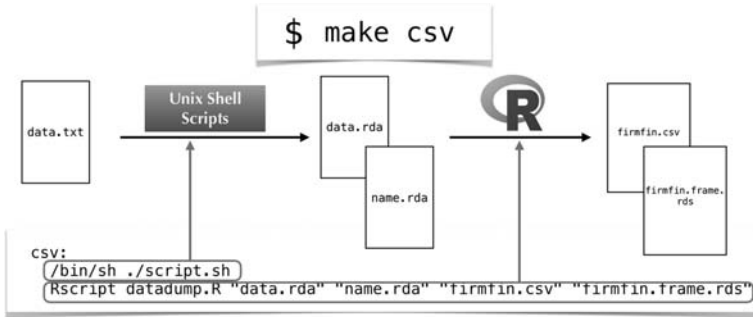 $ make csv
Unix Shell
Scripts
R
data.txt
data.rda
name.rda
firmfin.csv
firmfin.frame.
rds
csv:
/bin/sh ./script.sh
Rscript datadump.R "data.rda" "name.rda" "firmfin.csv" "firmfin.frame.rds"